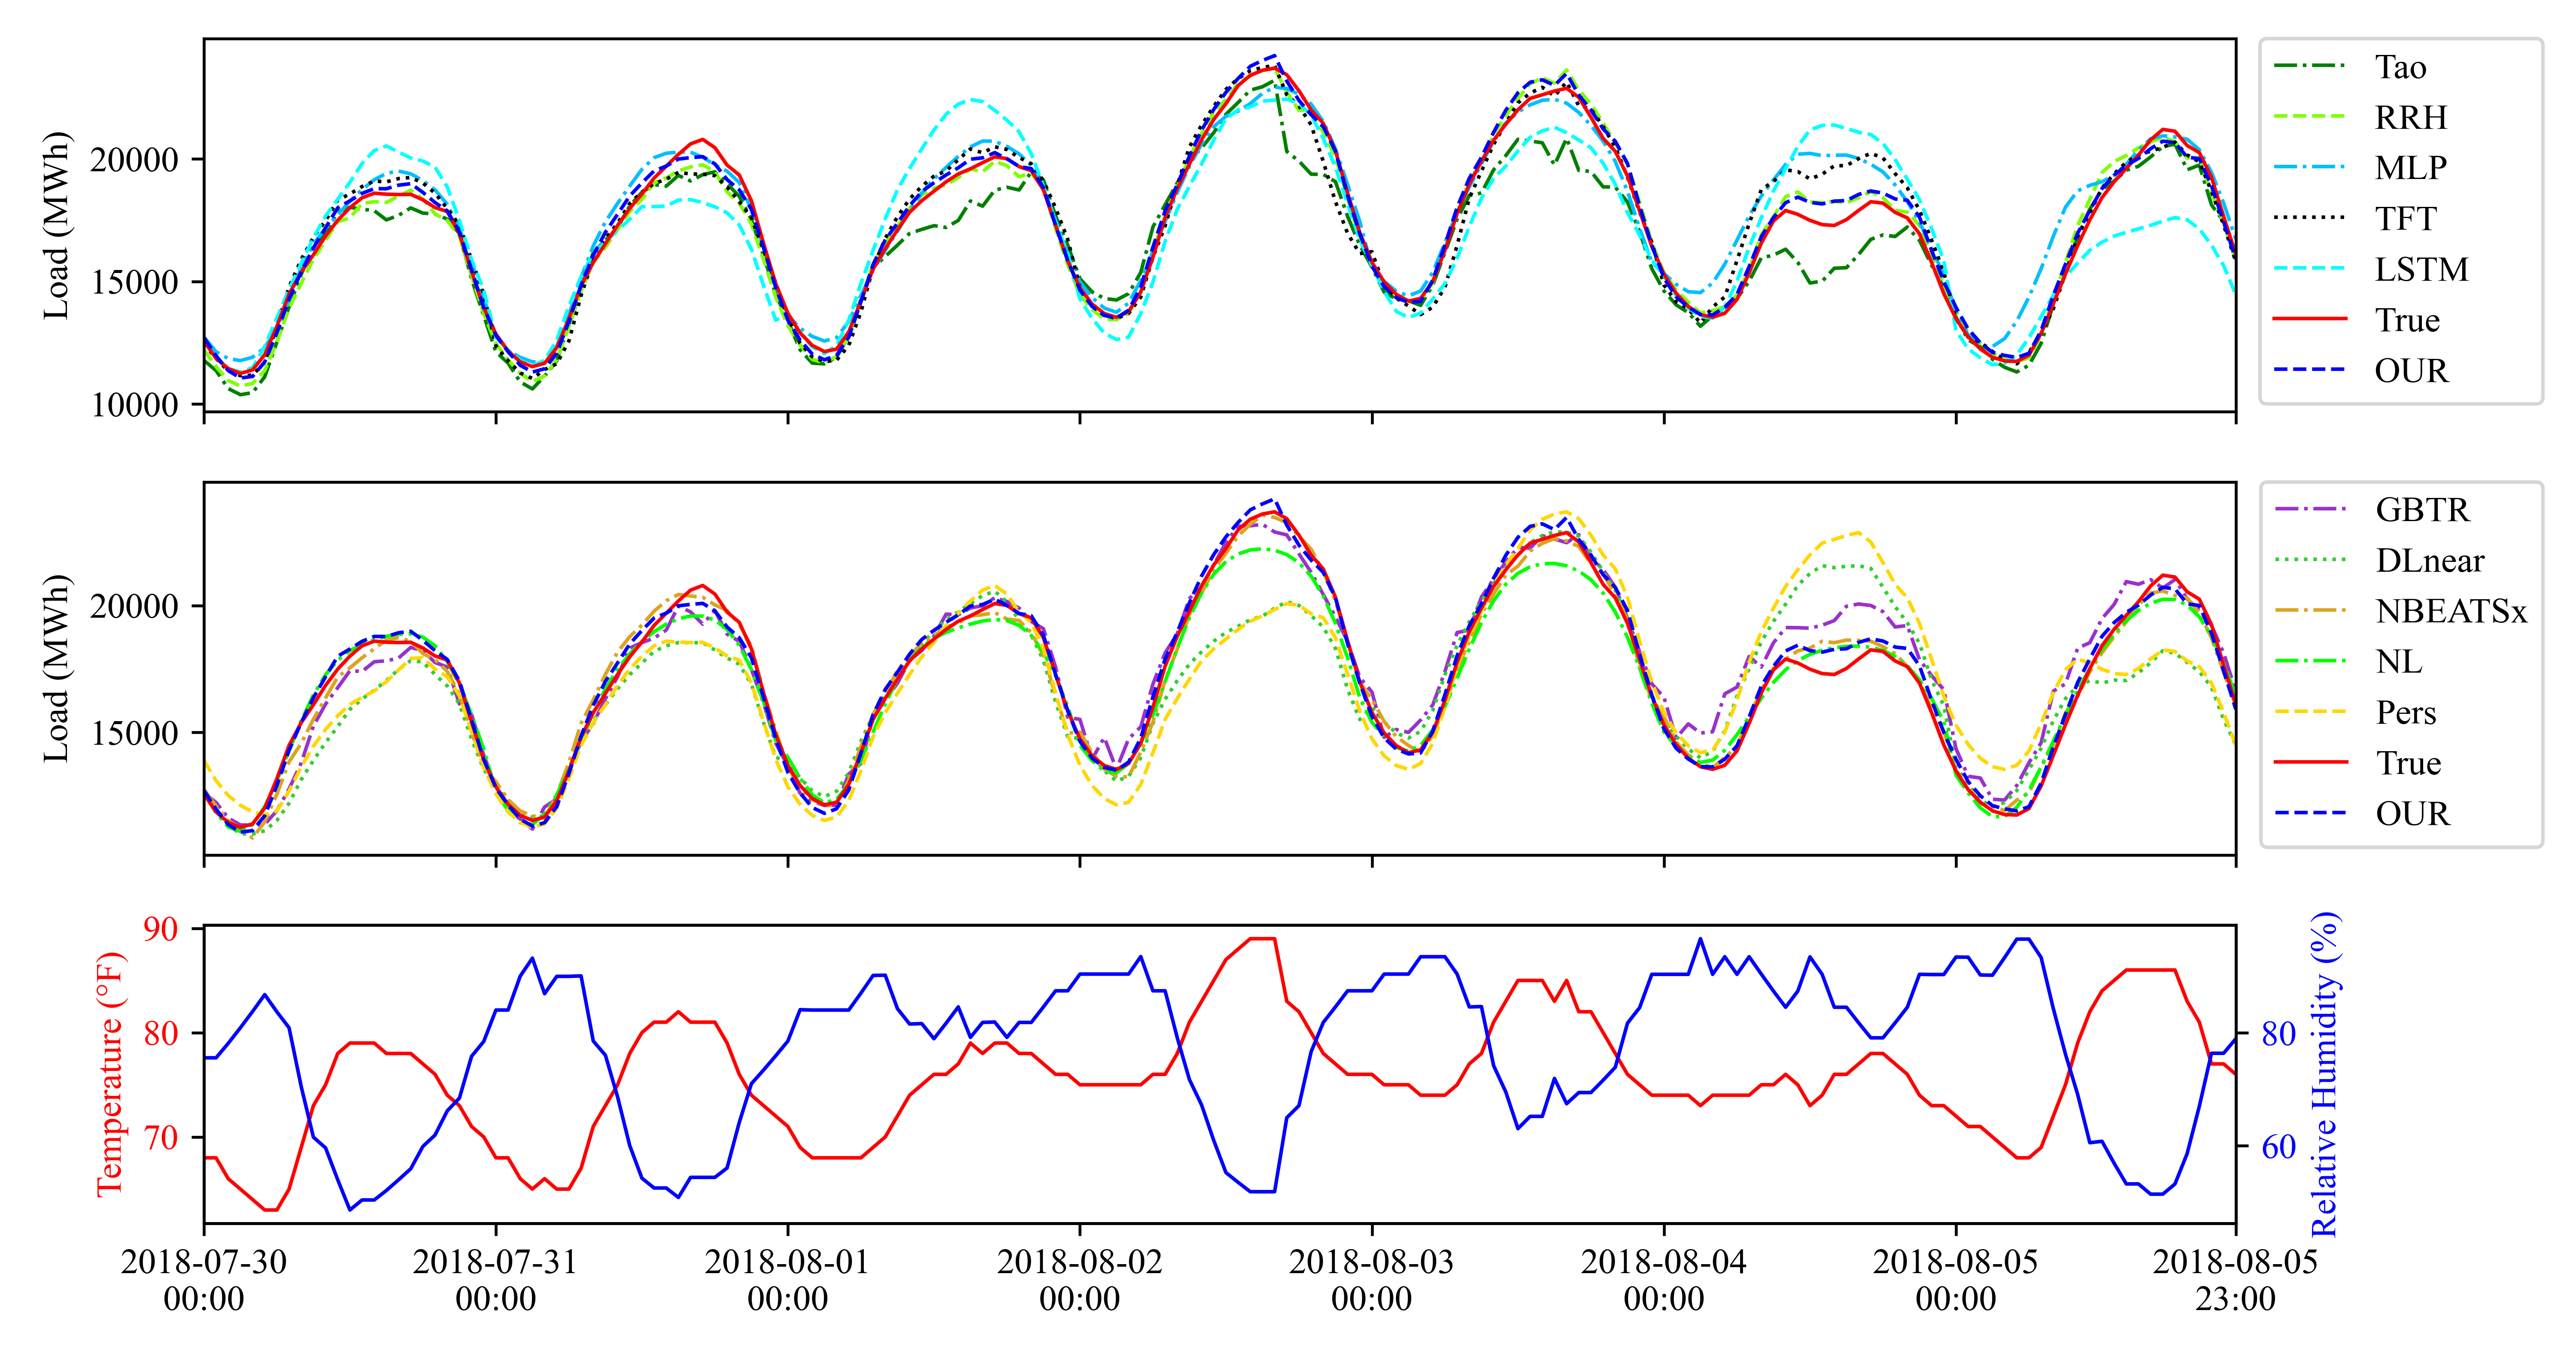 Load (MWh)
20000
15000
10000
Tao
RRH
MLP
TFT
LSTM
True
OUR
Load (MWh)
20000
15000
GBTR
DLnear
NBEATSx
NL
Pers
True
OUR
Temperature (°F)
90
80
70
80
60
Relative Humidity (%)
2018-07-30 2018-07-31 2018-08-01 2018-08-02 2018-08-03 2018-08-04 2018-08-05 2018-08-05
00:00 00:00 00:00 00:00 00:00 00:00 00:00 23:00